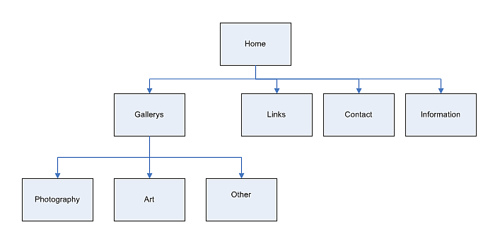 Home
Gallerys
Links
Contact
Information
Photography
Art
Other